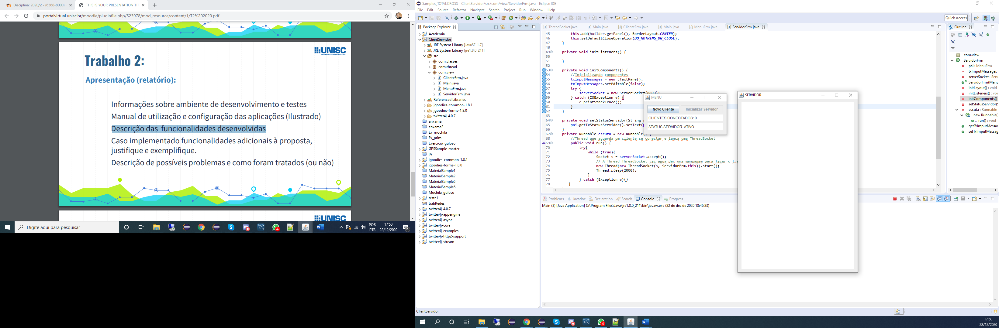 Disciplina: 2020/2 - (6568-8000)
THIS IS YOUR PRESENTATION TIT
portalvirtual.unisc.br/moodle/pluginfile.php/523978/mod_resource/content/1/T2%202020.pdf
UNISC
Trabalho 2:
Apresentação (relatório):
Informações sobre ambiente de desenvolvimento e testes
Manual de utilização e configuração das aplicações (Ilustrado)
Descrição das funcionalidades desenvolvidas
Caso implementado funcionalidades adicionais à proposta,
justifique e exemplifique.
Descrição de possíveis problemas e como foram tratados (ou não)
UNISC
Digite aqui para pesquisar
POR
PTB
17:50
22/12/2020
4
Samples_TOTALCROSS - ClientServidor/src/com/view/ServidorFrm.java - Eclipse IDE
File Edit Source Refactor Navigate Search Project Run Window Help
Quick Access
Package Explorer
Academia
ClientServidor
JRE System Library [JavaSE-1.7]
JRE System Library [jre1.8.0_211]
src
com.classes
com.thread
com.view
ClienteFrm.java
Main.java
MenuFrm.java
ServidorFrm.java
Referenced Libraries
jgoodies-common-1.8.1
jgoodies-forms-1.8.0
twitter4j-4.0.7
enxame
enxame2
Ex_mochila
Ex_prim
Exercicio_guloso
GPSSample-master
IA
jgoodies-common-1.8.1
jgoodies-forms-1.8.0
MaterialSample1
MaterialSample2
MaterialSample5
MaterialSample6
Mochila_guloso
teste1
trabRedes
twitter4j-4.0.7
twitter4j-appengine
twitter4j-async
twitter4j-core
twitter4j-examples
twitter4j-http2-support
twitter4j-stream
ThreadSocket.java Main.java ClienteFrm.java Main.java MenuFrm.java ServidorFrm.java
45 this.add(builder.getPanel(), BorderLayout.CENTER);
46 this.setDefaultCloseOperation(DO_NOTHING_ON_CLOSE);
47 }
48
49 private void initListeners() {
50
51 }
52
53 private void initComponents() {
54 //Inicializando componentes
55 txImputMessages = new JTextPane();
56 txImputMessages.setEditable(false);
57 try {
58 serverSocket = new ServerSocket(8899);
59 } catch (IOException e) {
60 e.printStackTrace();
61 }
62 }
63
64 private void setStatusServidor(String s
65 pai.getTxStatusServidor().setText(
66 }
67 private Runnable escuta = new Runnable() {
68 //Thread que aguarda um cliente se conectar e lança uma ThreadSocket
69 public void run() {
70 try{
71 while (true){
72 Socket s = serverSocket.accept();
73 // A Thread ThreadSocket vai aguardar uma mensagem para fazer o tra
74 new Thread(new ThreadSocket(s, ServidorFrm.this)).start();
75 Thread.sleep(2000);
76 }
77 } catch (Exception e){}
78 }
MENU
Novo Cliente
Inicializar Servidor
CLIENTES CONECTADOS: 0
STATUS SERVIDOR: ATIVO
SERVIDOR
Outline
com.view
ServidorFrm
pai : MenuFrm
txImputMessages
serverSocket : Serv
ServidorFrm(Menu
initLayout() : void
initListeners() : voi
initComponents()
setStatusServidor(S
escuta : Runnable
new Runnable()
run() : void
getTxImputMessag
setTxImputMessag
Problems Javadoc Declaration Search Console Progress
Main (3) [Java Application] C:\Program Files\Java\jre1.8.0_211\bin\javaw.exe (22 de dez de 2020 18:46:23)
ClientServidor
4
17:50
22/12/2020